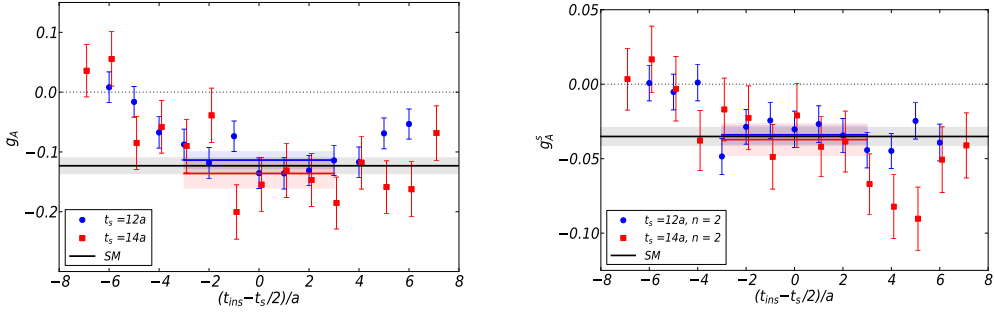 0.1
0.0
−0.1
−0.2
g_A
t_s =12a
t_s =14a
SM
−8 −6 −4 −2 0 2 4 6 8
(t_ins−t_s/2)/a
0.05
0.00
−0.05
−0.10
g_A^s
t_s =12a, n = 2
t_s =14a, n = 2
SM
−8 −6 −4 −2 0 2 4 6 8
(t_ins−t_s/2)/a